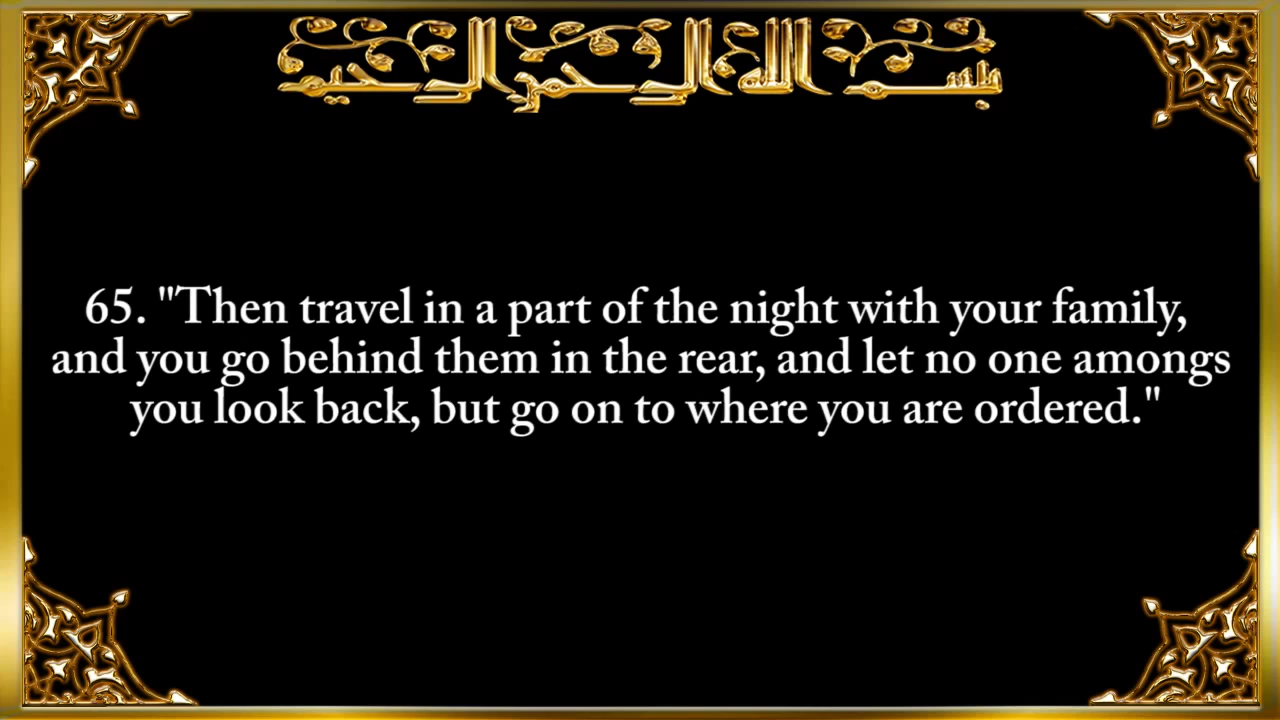 بسم الله الرحمن الرحيم
65. "Then travel in a part of the night with your family,
and you go behind them in the rear, and let no one amongs
you look back, but go on to where you are ordered."